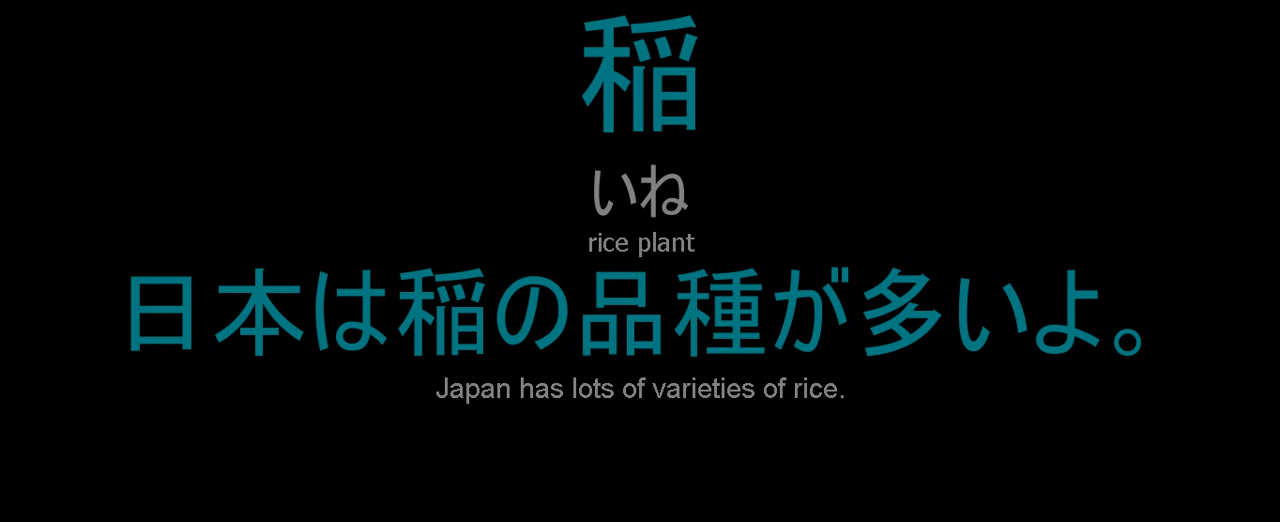 稲
いね
rice plant
日本は稲の品種が多いよ。
Japan has lots of varieties of rice.